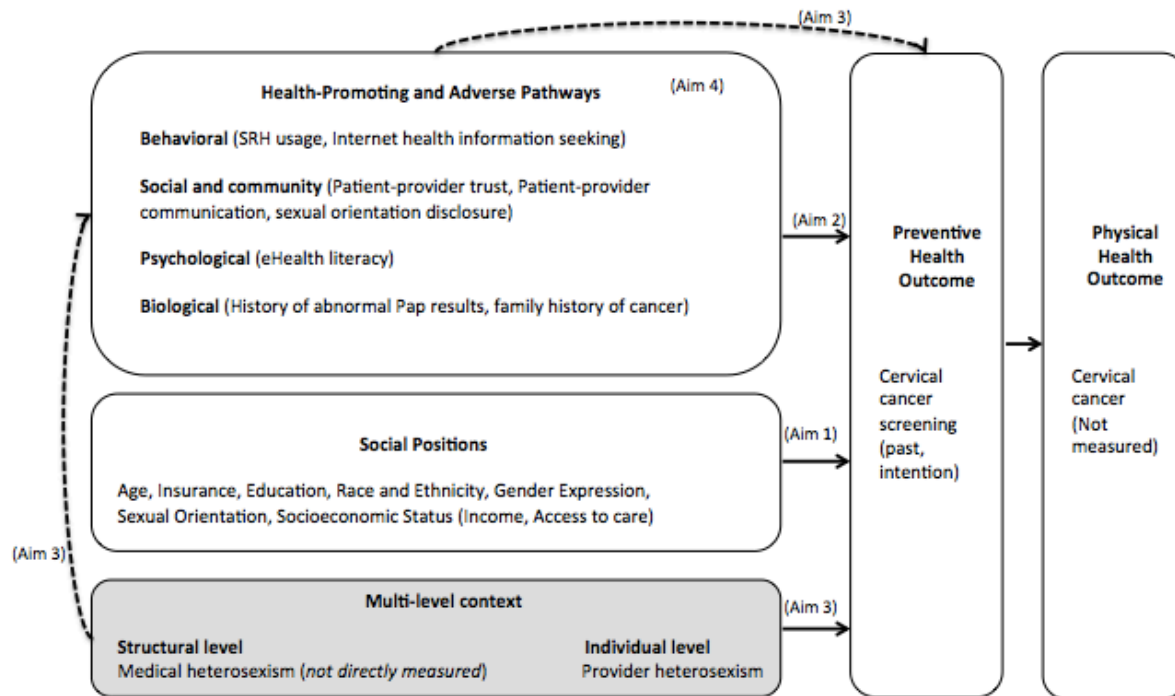 (Aim 3)
Health-Promoting and Adverse Pathways
(Aim 4)
Behavioral (SRH usage, Internet health information seeking)
Social and community (Patient-provider trust, Patient-provider
communication, sexual orientation disclosure)
Psychological (eHealth literacy)
Biological (History of abnormal Pap results, family history of cancer)
(Aim 2)
Social Positions
Age, Insurance, Education, Race and Ethnicity, Gender Expression,
Sexual Orientation, Socioeconomic Status (Income, Access to care)
(Aim 1)
(Aim 3)
Multi-level context
Structural level
Medical heterosexism (not directly measured)
Individual level
Provider heterosexism
(Aim 3)
Preventive
Health
Outcome
Cervical
cancer
screening
(past,
intention)
Physical
Health
Outcome
Cervical
cancer
(Not
measured)